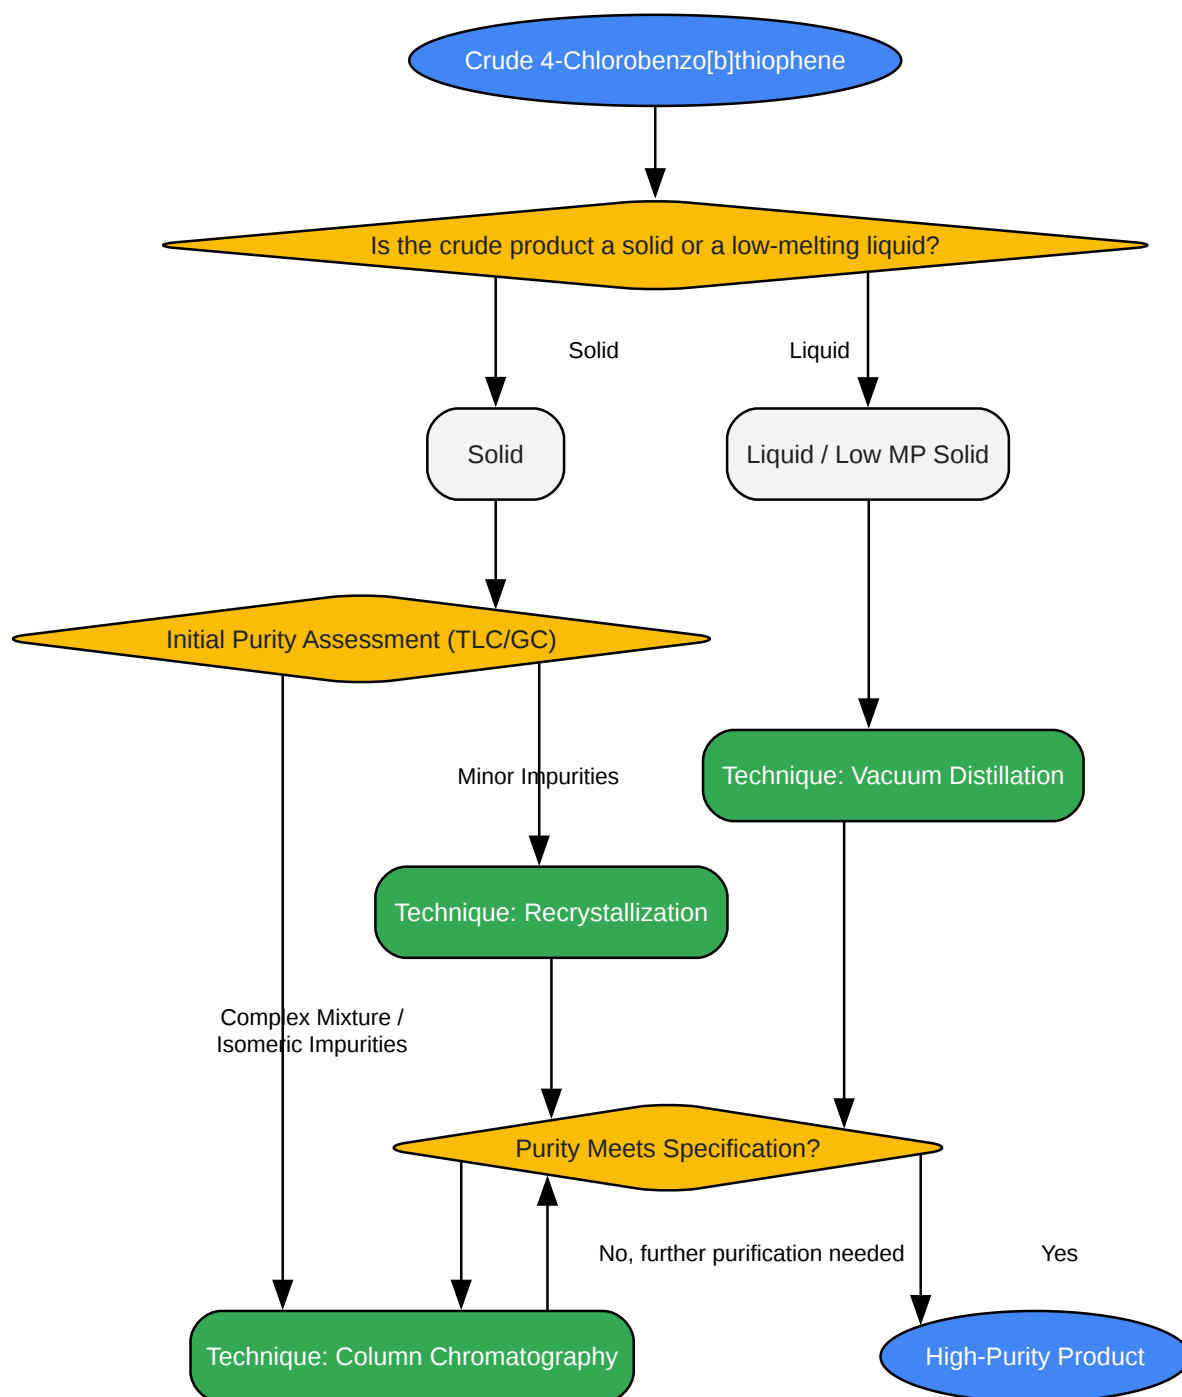 Crude 4-Chlorobenzo[b]thiophene
Is the crude product a solid or a low-melting liquid?
Solid
Liquid
Solid
Liquid / Low MP Solid
Initial Purity Assessment (TLC/GC)
Minor Impurities
Technique: Vacuum Distillation
Technique: Recrystallization
Complex Mixture /
Isomeric Impurities
Purity Meets Specification?
No, further purification needed
Yes
Technique: Column Chromatography
High-Purity Product